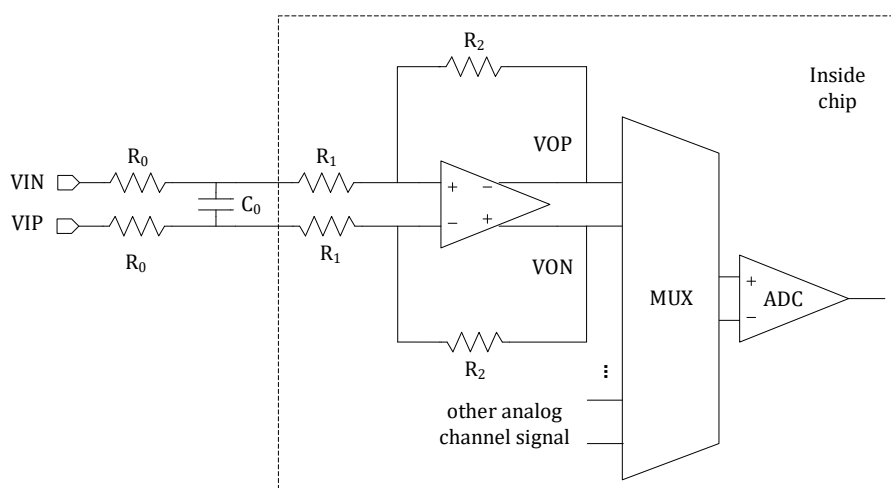 R2
Inside
chip
VOP
R0
R1
VIN
+
−
C0
−
+
VIP
R0
R1
VON
MUX
+
−
ADC
R2
⋮
other analog
channel signal